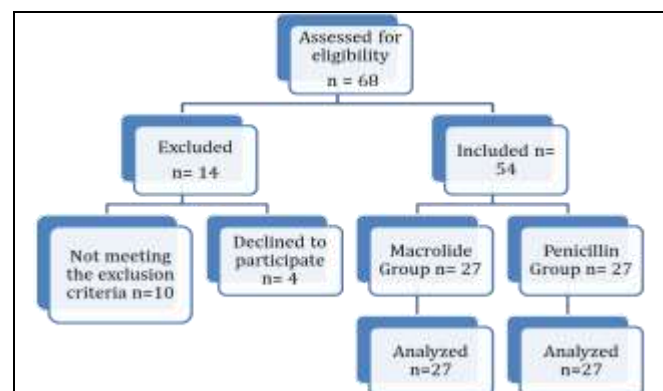 Assessed for
eligibility
n = 68
Excluded
n= 14
Included n=
54
Not meeting
the exclusion
criteria n=10
Declined to
participate
n= 4
Macrolide
Group n= 27
Penicillin
Group n= 27
Analyzed
n=27
Analyzed
n=27